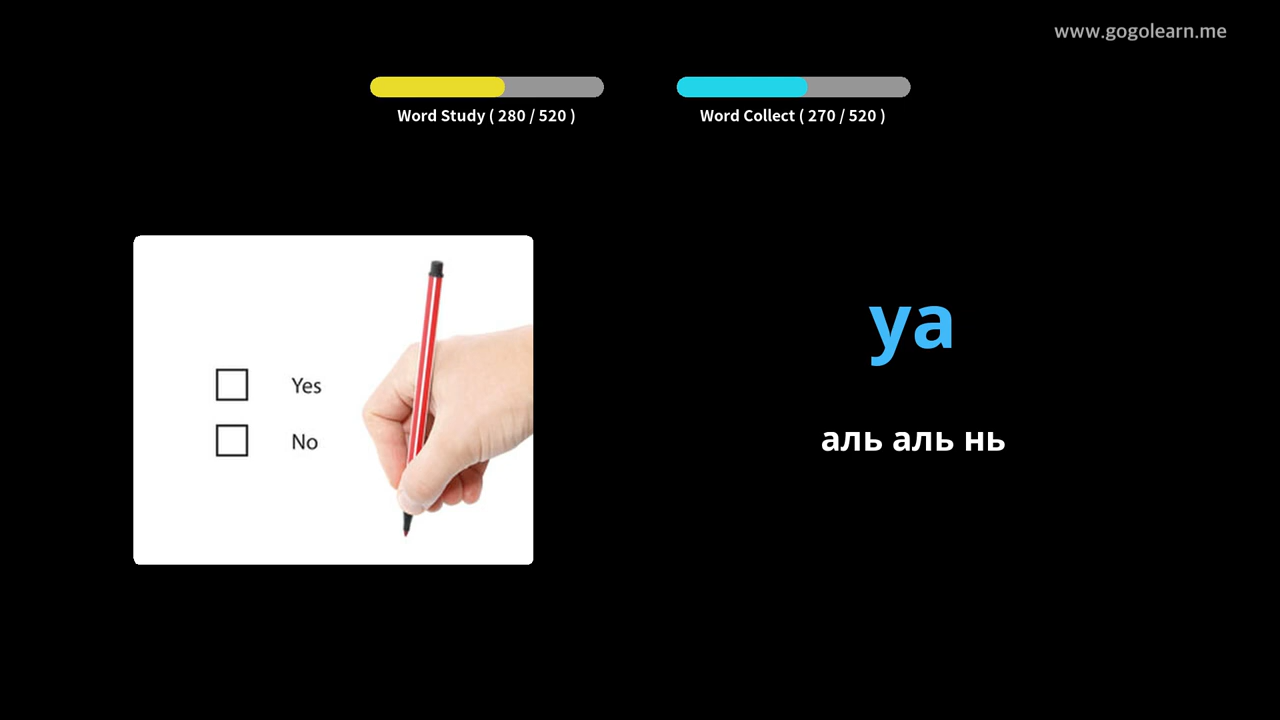 www.gogolearn.me
Word Study ( 280 / 520 )
Word Collect ( 270 / 520 )
Yes
No
ya
аль аль нь